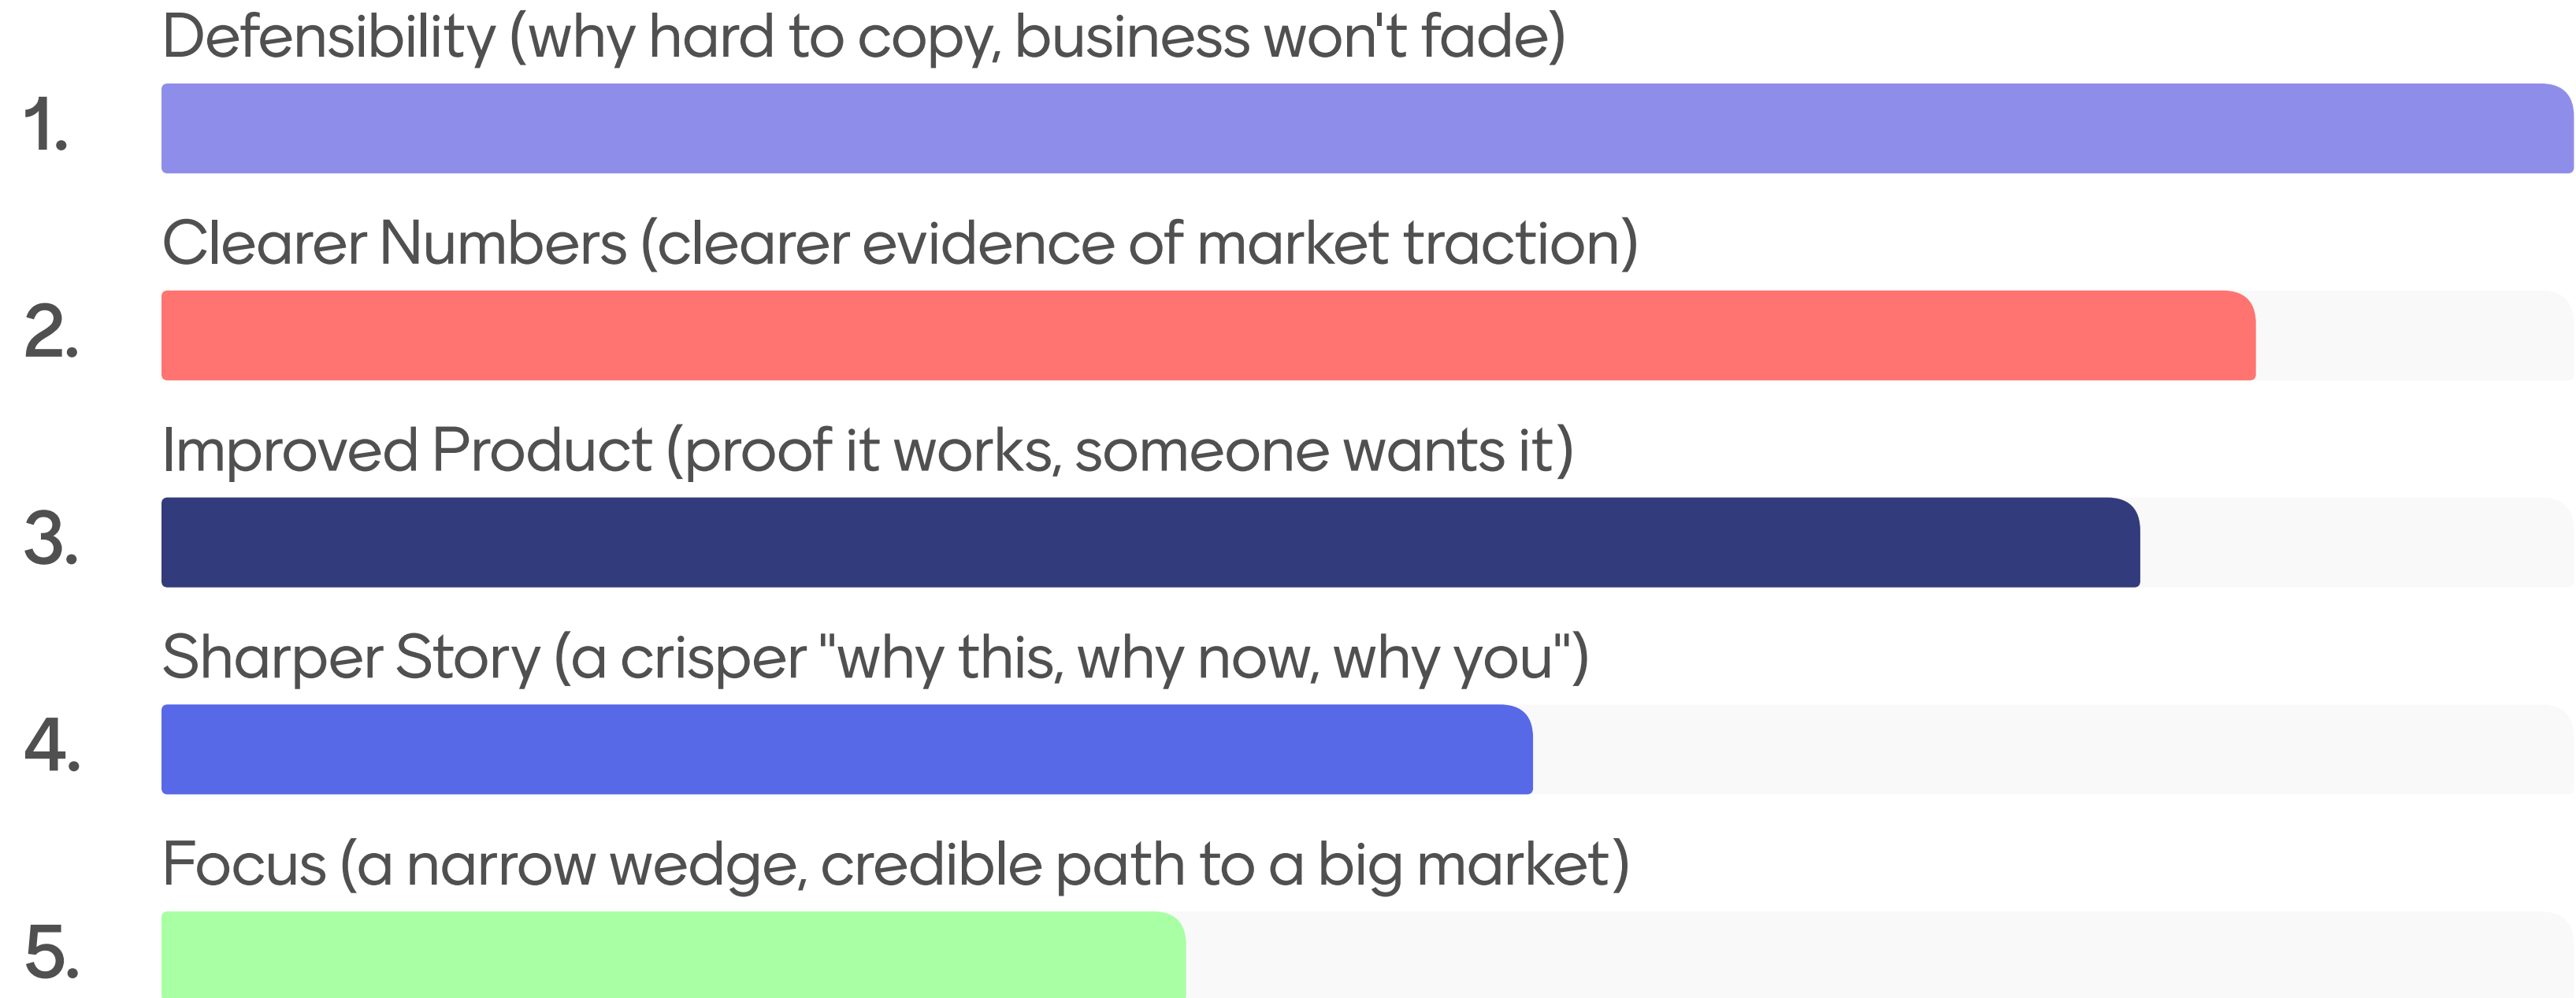 Defensibility (why hard to copy, business won't fade)
1.
Clearer Numbers (clearer evidence of market traction)
2.
Improved Product (proof it works, someone wants it)
3.
Sharper Story (a crisper "why this, why now, why you")
4.
Focus (a narrow wedge, credible path to a big market)
5.